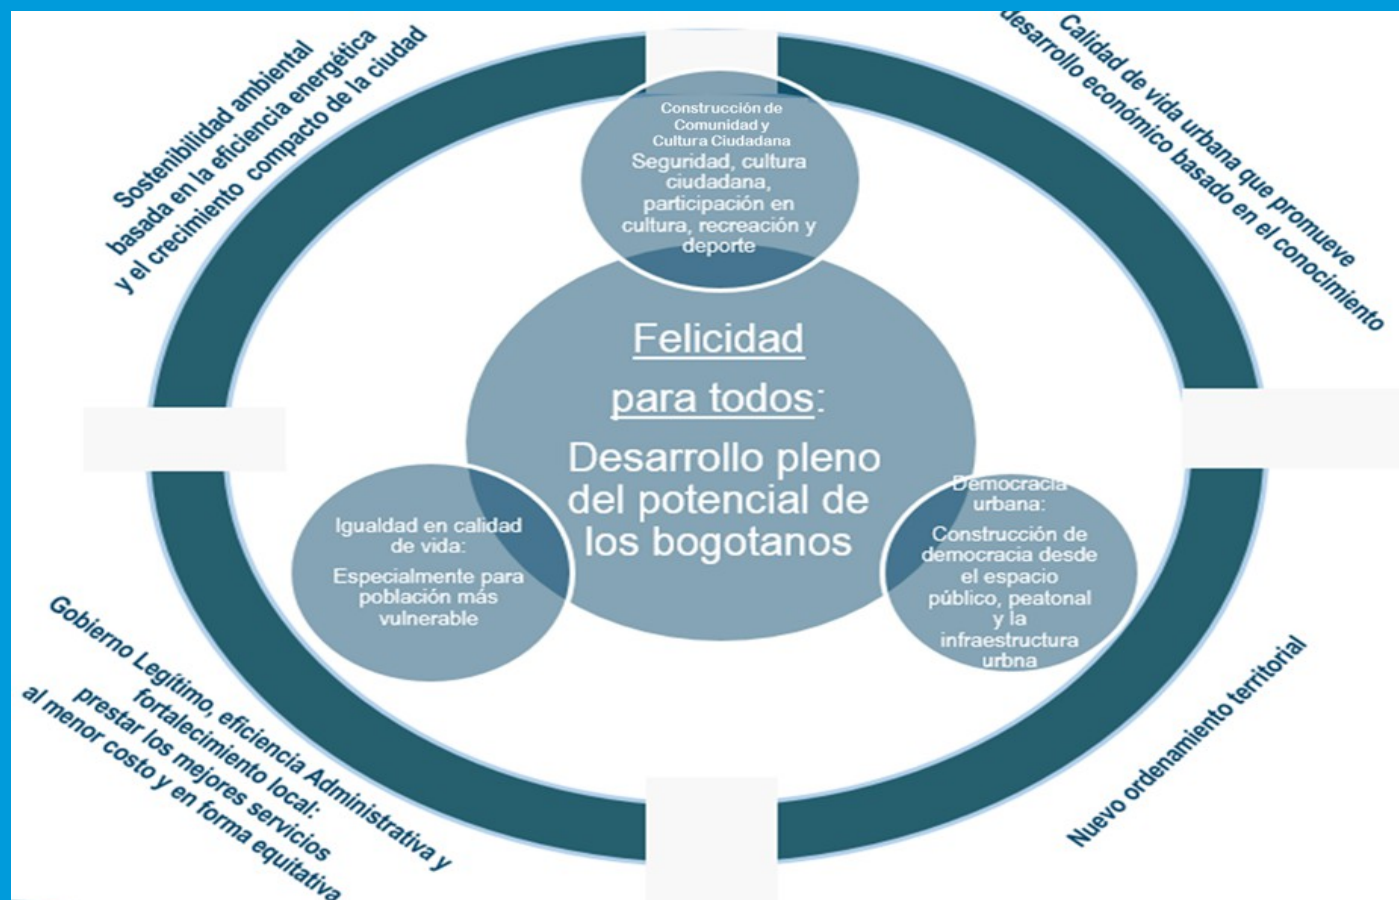 Sostenibilidad ambiental
basada en la eficiencia energética
y el crecimiento compacto de la ciudad
Calidad de vida urbana que promueve
desarrollo económico basado en el conocimiento
Construcción de
Comunidad y
Cultura Ciudadana
Seguridad, cultura
ciudadana,
participación en
cultura, recreación y
deporte
Felicidad
para todos:
Desarrollo pleno
del potencial de
los bogotanos
Igualdad en calidad
de vida:
Especialmente para
población más
vulnerable
Democracia
urbana:
Construcción de
democracia desde
el espacio
público, peatonal
y la
infraestructura
urbna
Gobierno Legítimo, eficiencia Administrativa y
fortalecimiento local:
prestar los mejores servicios
al menor costo y en forma equitativa
Nuevo ordenamiento territorial